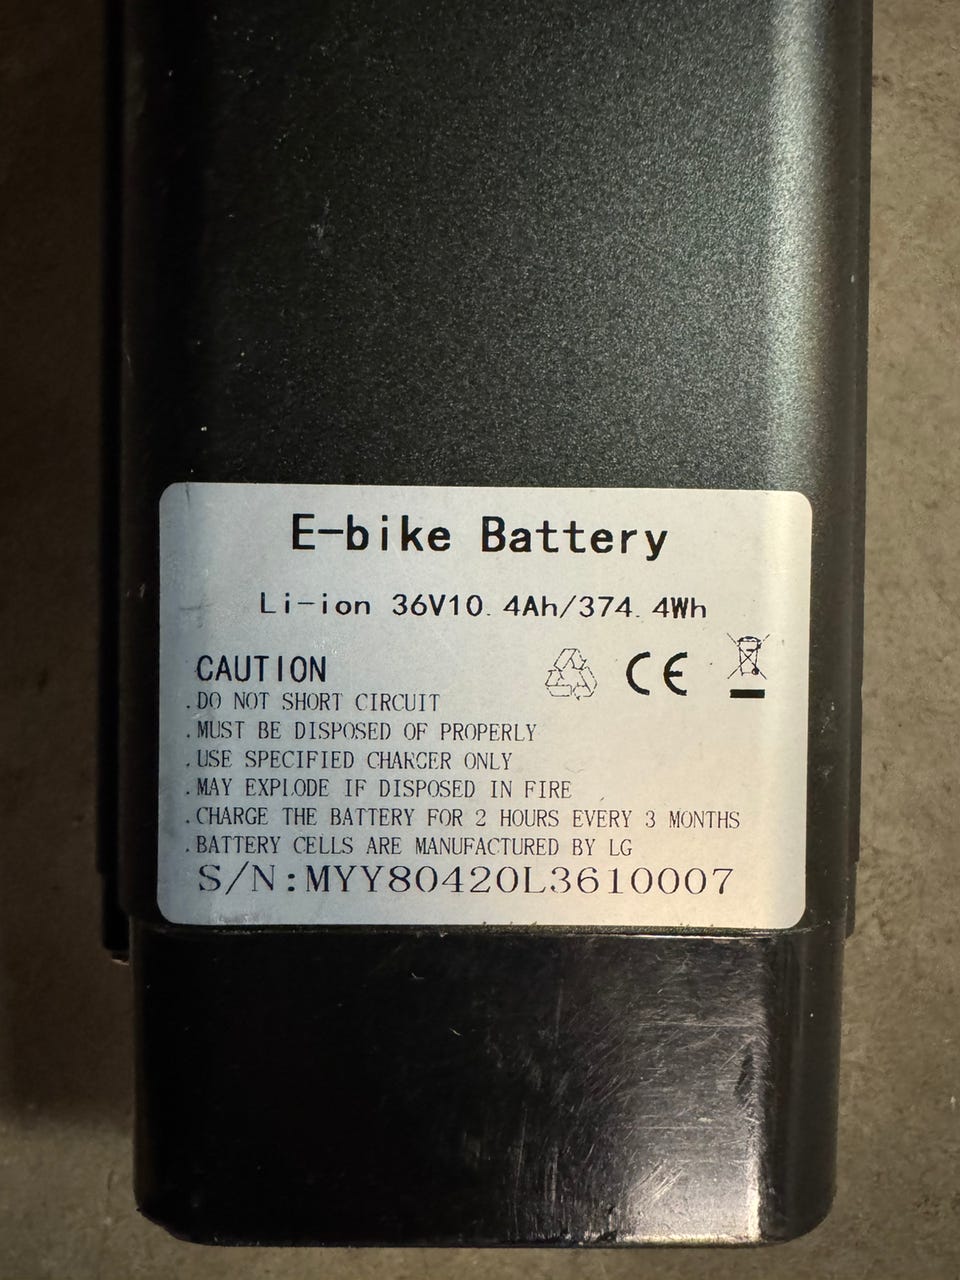 E-bike Battery
Li-ion 36V10.4Ah/374.4Wh
CAUTION
CE
.DO NOT SHORT CIRCUIT
.MUST BE DISPOSED OF PROPERLY
.USE SPECIFIED CHARGER ONLY
.MAY EXPLODE IF DISPOSED IN FIRE
.CHARGE THE BATTERY FOR 2 HOURS EVERY 3 MONTHS
.BATTERY CELLS ARE MANUFACTURED BY LG
S/N:MYY80420L3610007